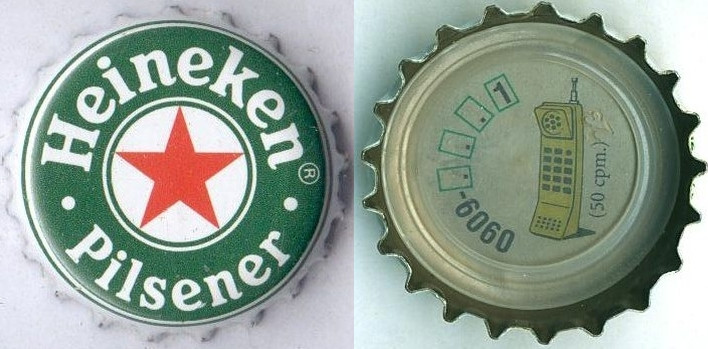 Heineken®
• Pilsener •
0909-....1
(50 cpm)